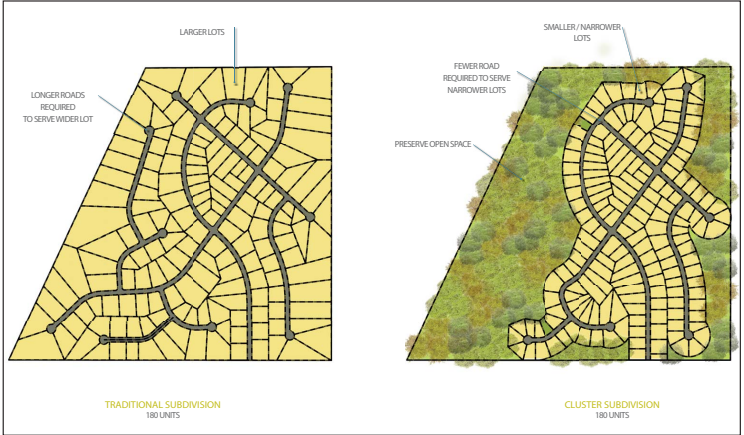 LARGER LOTS
LONGER ROADS
REQUIRED
TO SERVE WIDER LOT
TRADITIONAL SUBDIVISION
180 UNITS
SMALLER / NARROWER
LOTS
FEWER ROAD
REQUIRED TO SERVE
NARROWER LOTS
PRESERVE OPEN SPACE
CLUSTER SUBDIVISION
180 UNITS